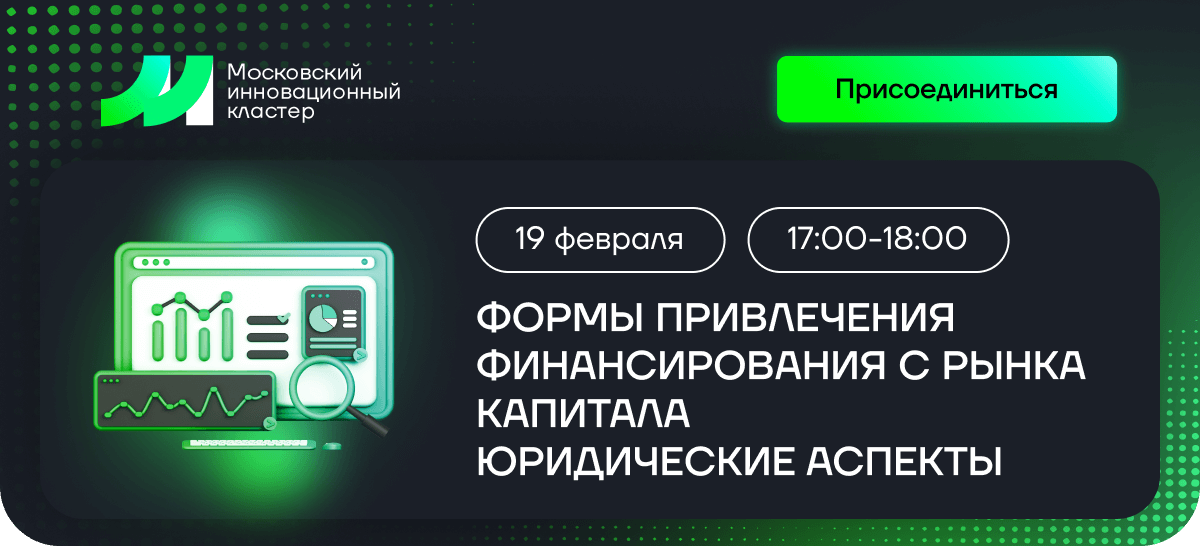 Московский
инновационный
кластер
Присоединиться
19 февраля
17:00-18:00
ФОРМЫ ПРИВЛЕЧЕНИЯ
ФИНАНСИРОВАНИЯ С РЫНКА
КАПИТАЛА
ЮРИДИЧЕСКИЕ АСПЕКТЫ